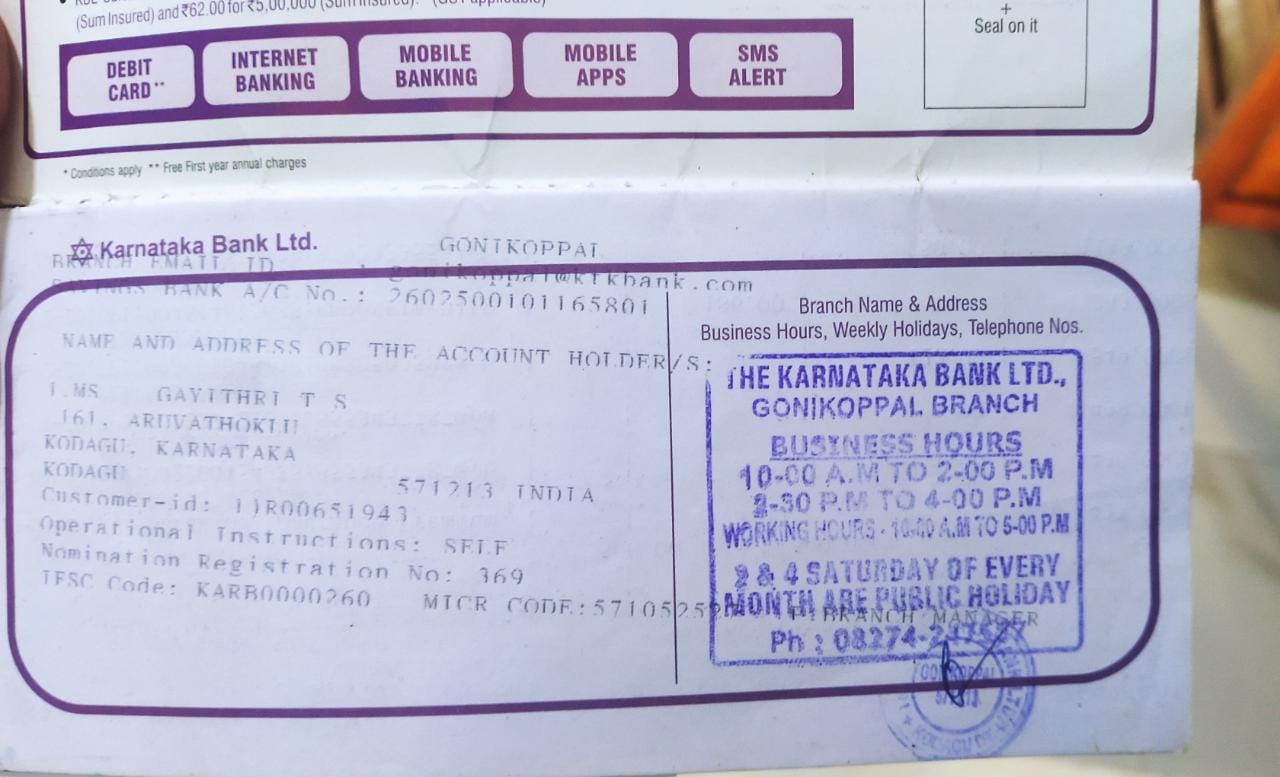 (Sum Insured) and ₹62.00 for ₹5,00,000 (Sum Insured).
DEBIT CARD**
INTERNET BANKING
MOBILE BANKING
MOBILE APPS
SMS ALERT
+
Seal on it
* Conditions apply ** Free First year annual charges
Karnataka Bank Ltd.
GONIKOPPAL
BRANCH EMAIL ID : gonikoppal@ktkbank.com
SAVINGS BANK A/C No.: 2602500101165801
NAME AND ADDRESS OF THE ACCOUNT HOLDER/S:
1.MS GAYITHRI T S
161, ARUVATHOKLU
KODAGU, KARNATAKA
KODAGU 571213 INDIA
Customer-id: 
Operational Instructions: SELF
Nomination Registration No: 369
IFSC Code: KARB0000260 MICR CODE:
Branch Name & Address
Business Hours, Weekly Holidays, Telephone Nos.
THE KARNATAKA BANK LTD.,
GONIKOPPAL BRANCH
BUSINESS HOURS
10-00 A.M TO 2-00 P.M
2-30 P.M TO 4-00 P.M
WORKING HOURS - 10-00 A.M TO 5-00 P.M
2 & 4 SATURDAY OF EVERY
MONTH ARE PUBLIC HOLIDAY
BRANCH MANAGER
Ph :